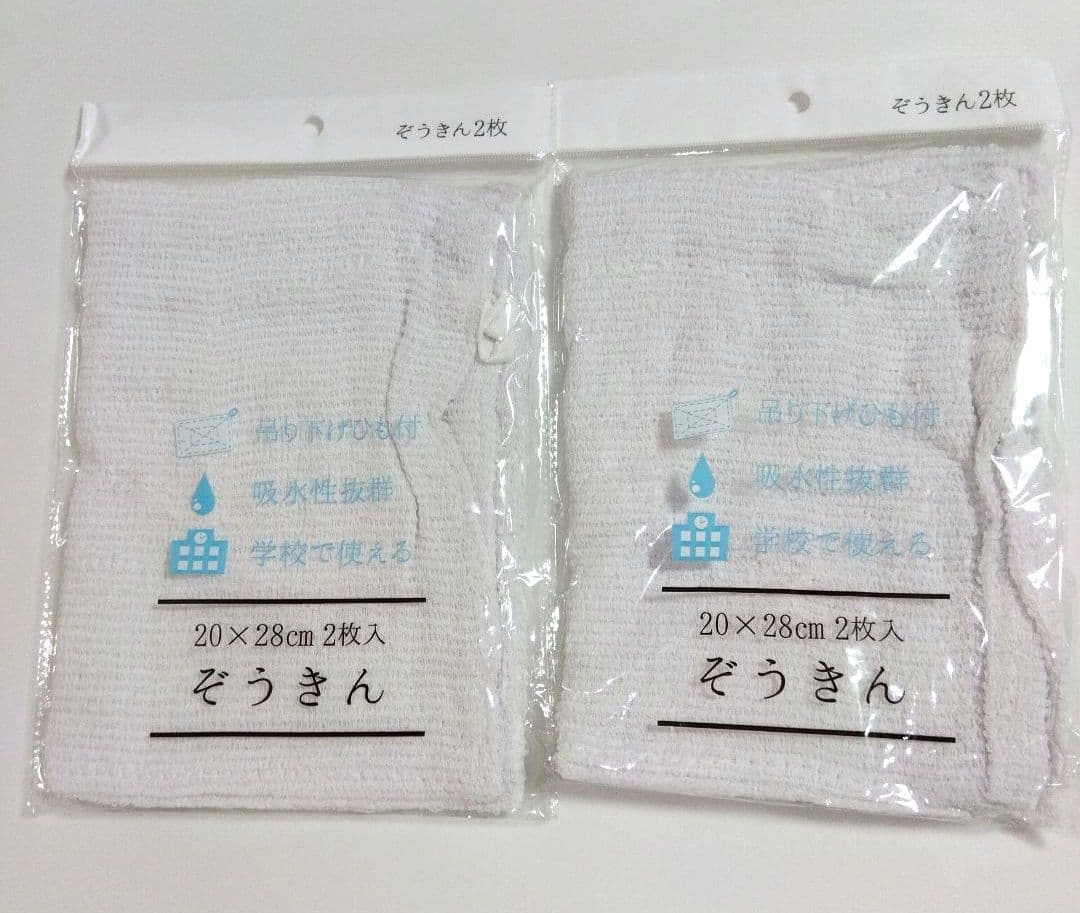 ぞうきん2枚
吊り下げひも付
吸水性抜群
学校で使える
20×28cm 2枚入
ぞうきん
ぞうきん2枚
吊り下げひも付
吸水性抜群
学校で使える
20×28cm 2枚入
ぞうきん